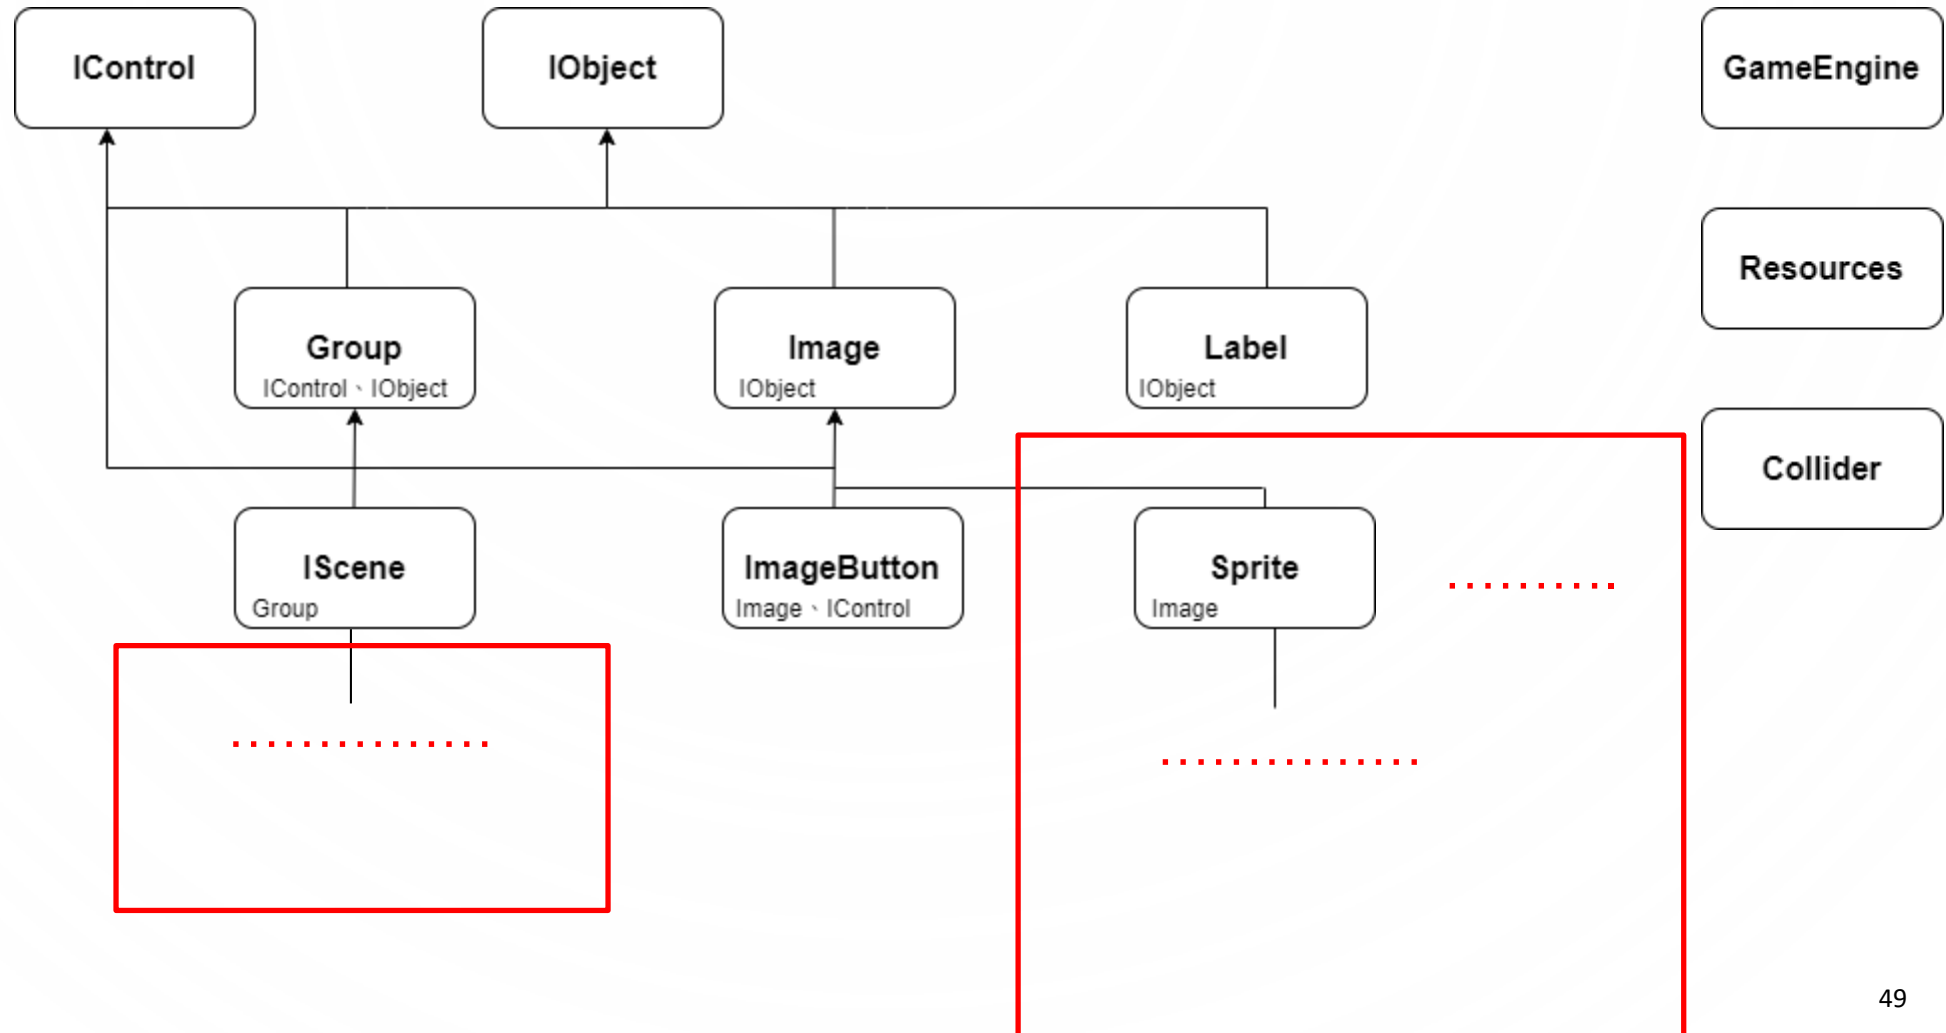 IControl
IObject
GameEngine
Resources
Group
IControl、IObject
Image
IObject
Label
IObject
Collider
IScene
Group
ImageButton
Image、IControl
Sprite
Image
49